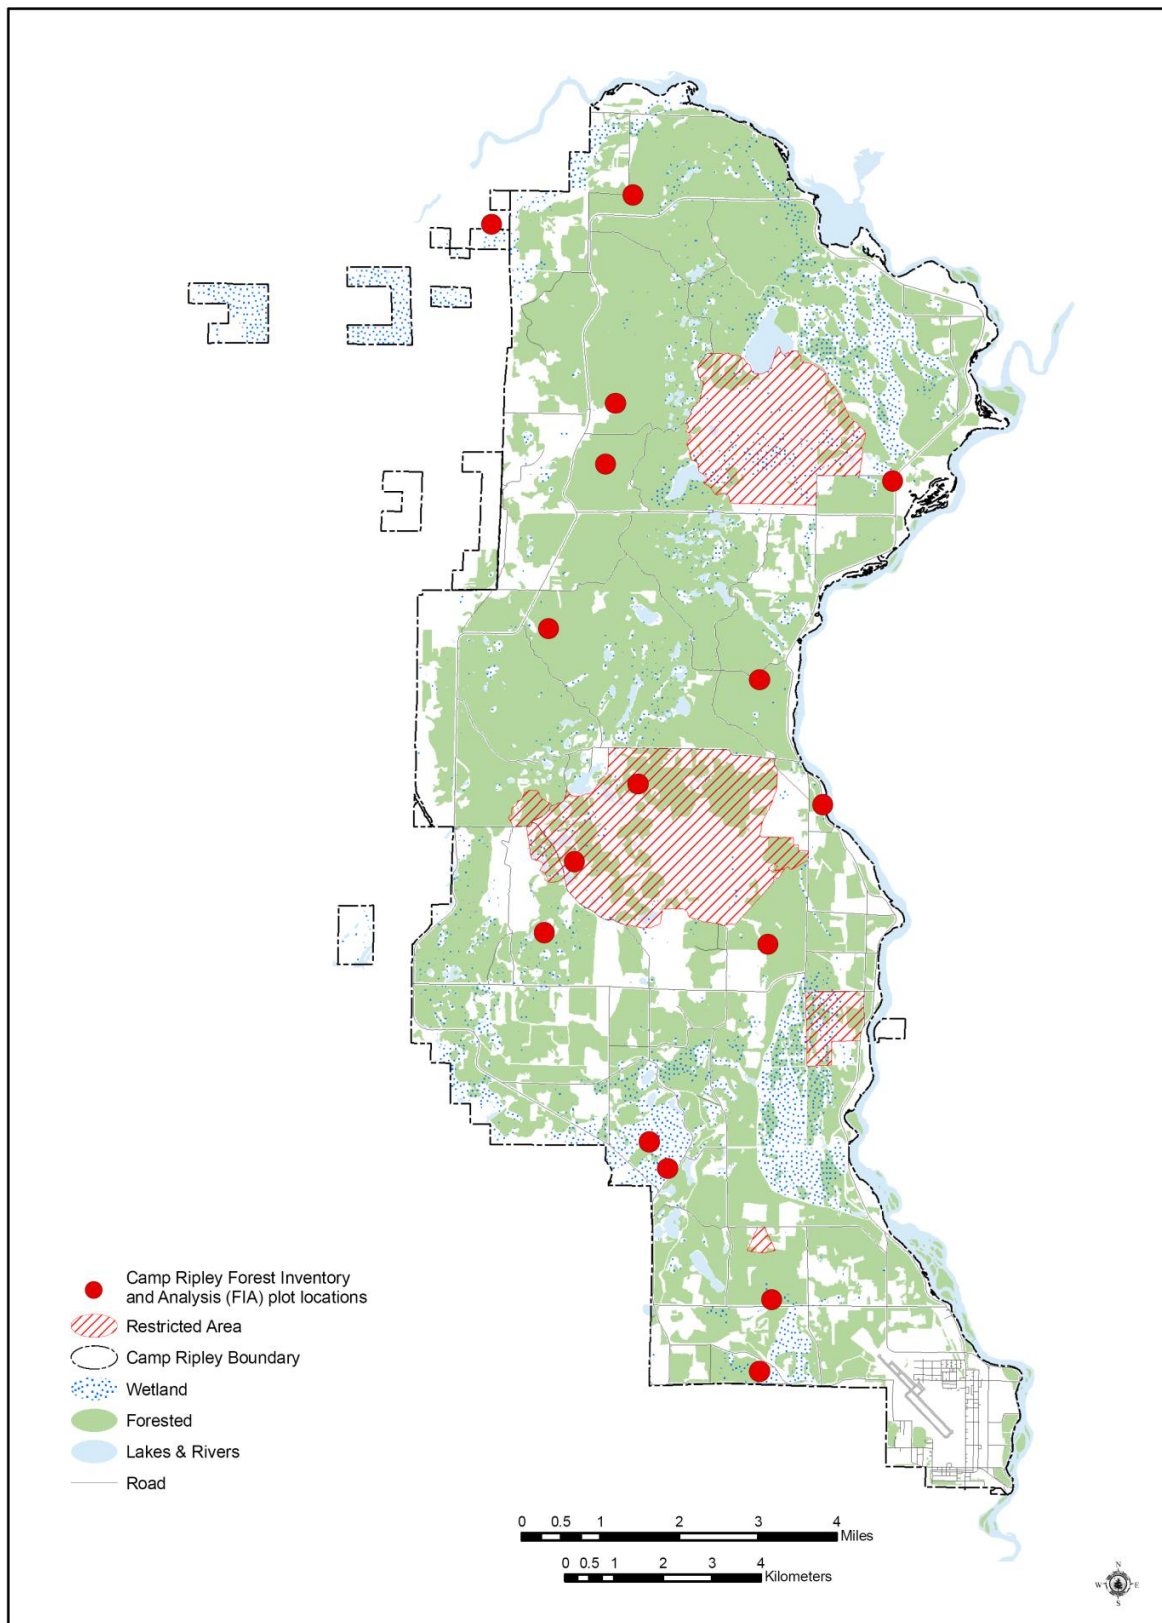 Camp Ripley Forest Inventory
and Analysis (FIA) plot locations
Restricted Area
Camp Ripley Boundary
Wetland
Forested
Lakes & Rivers
Road
0 0.5 1 2 3 4
Miles
0 0.5 1 2 3 4
Kilometers
N
W E
S